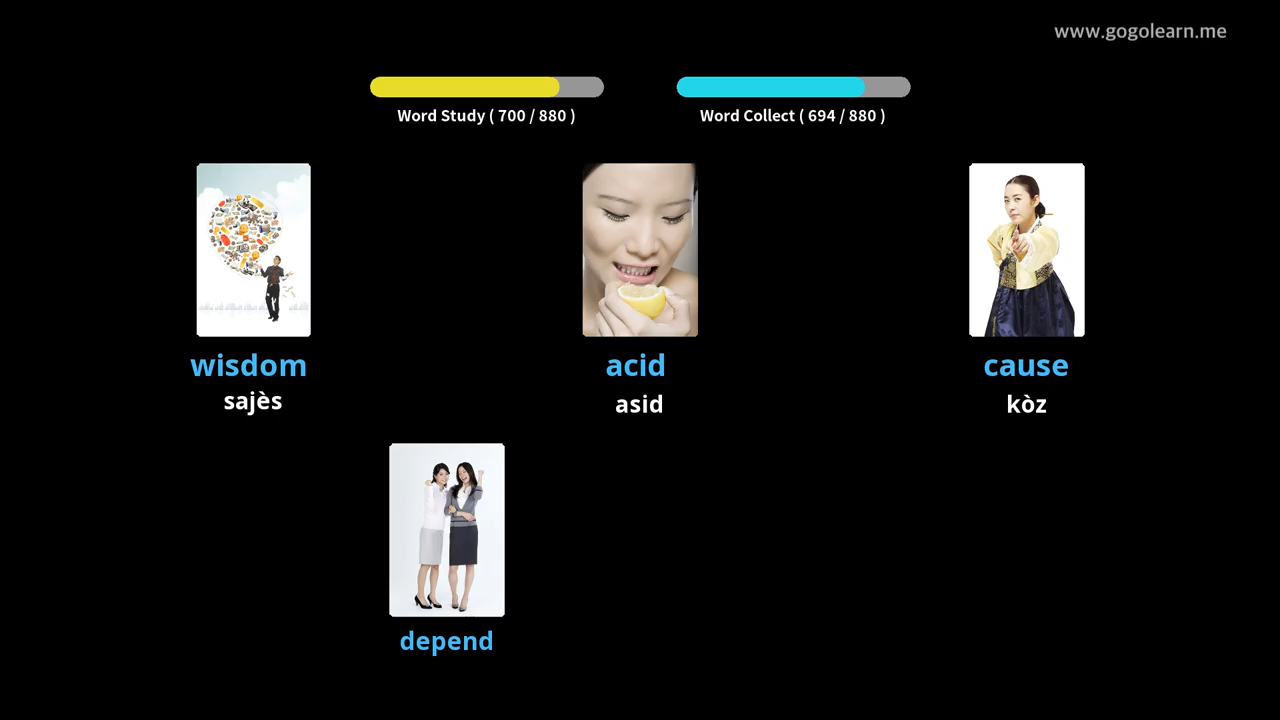 www.gogolearn.me
Word Study ( 700 / 880 )
Word Collect ( 694 / 880 )
wisdom
sajès
acid
asid
cause
kòz
depend